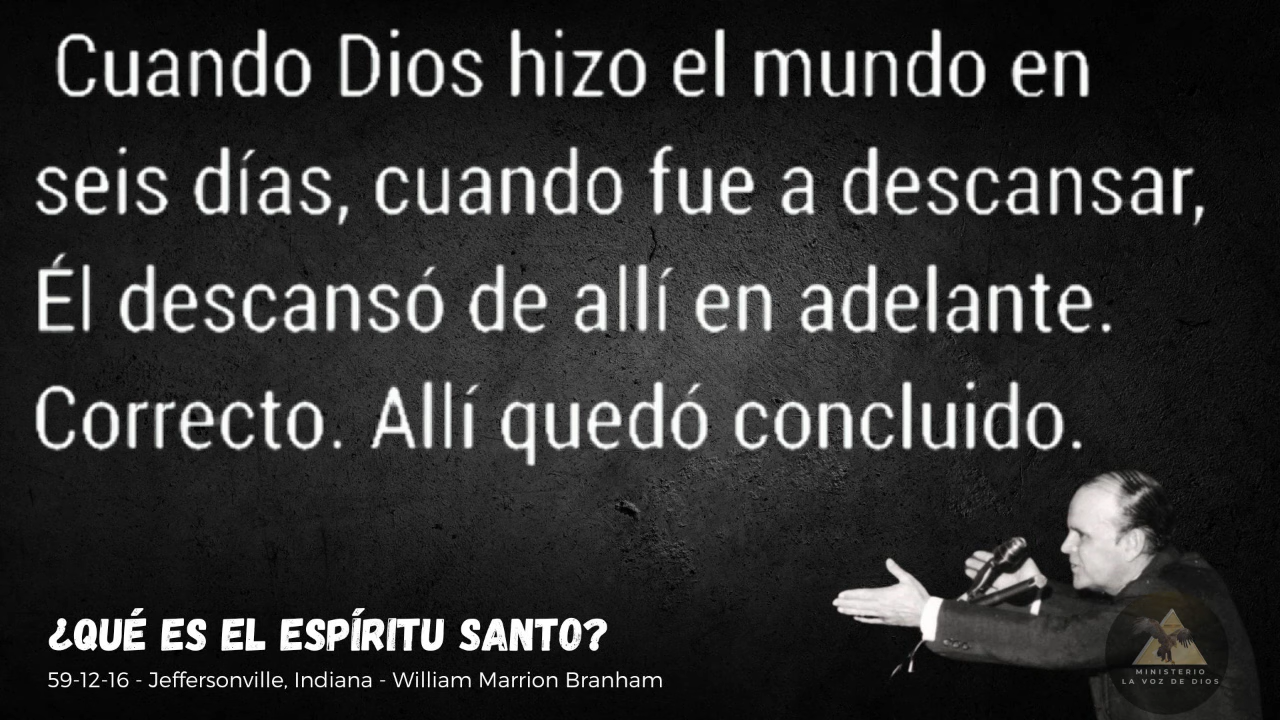 Cuando Dios hizo el mundo en
seis días, cuando fue a descansar,
Él descansó de allí en adelante.
Correcto. Allí quedó concluido.
¿QUÉ ES EL ESPÍRITU SANTO?
59-12-16 - Jeffersonville, Indiana - William Marrion Branham
MINISTERIO
LA VOZ DE DIOS